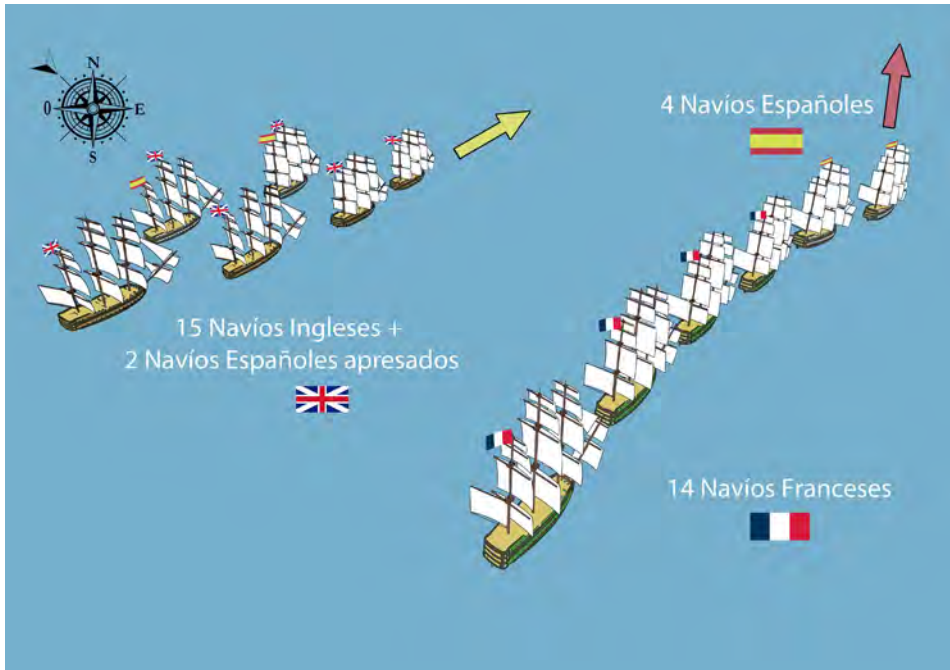 N
O E
S
4 Navíos Españoles
15 Navíos Ingleses +
2 Navíos Españoles apresados
14 Navíos Franceses